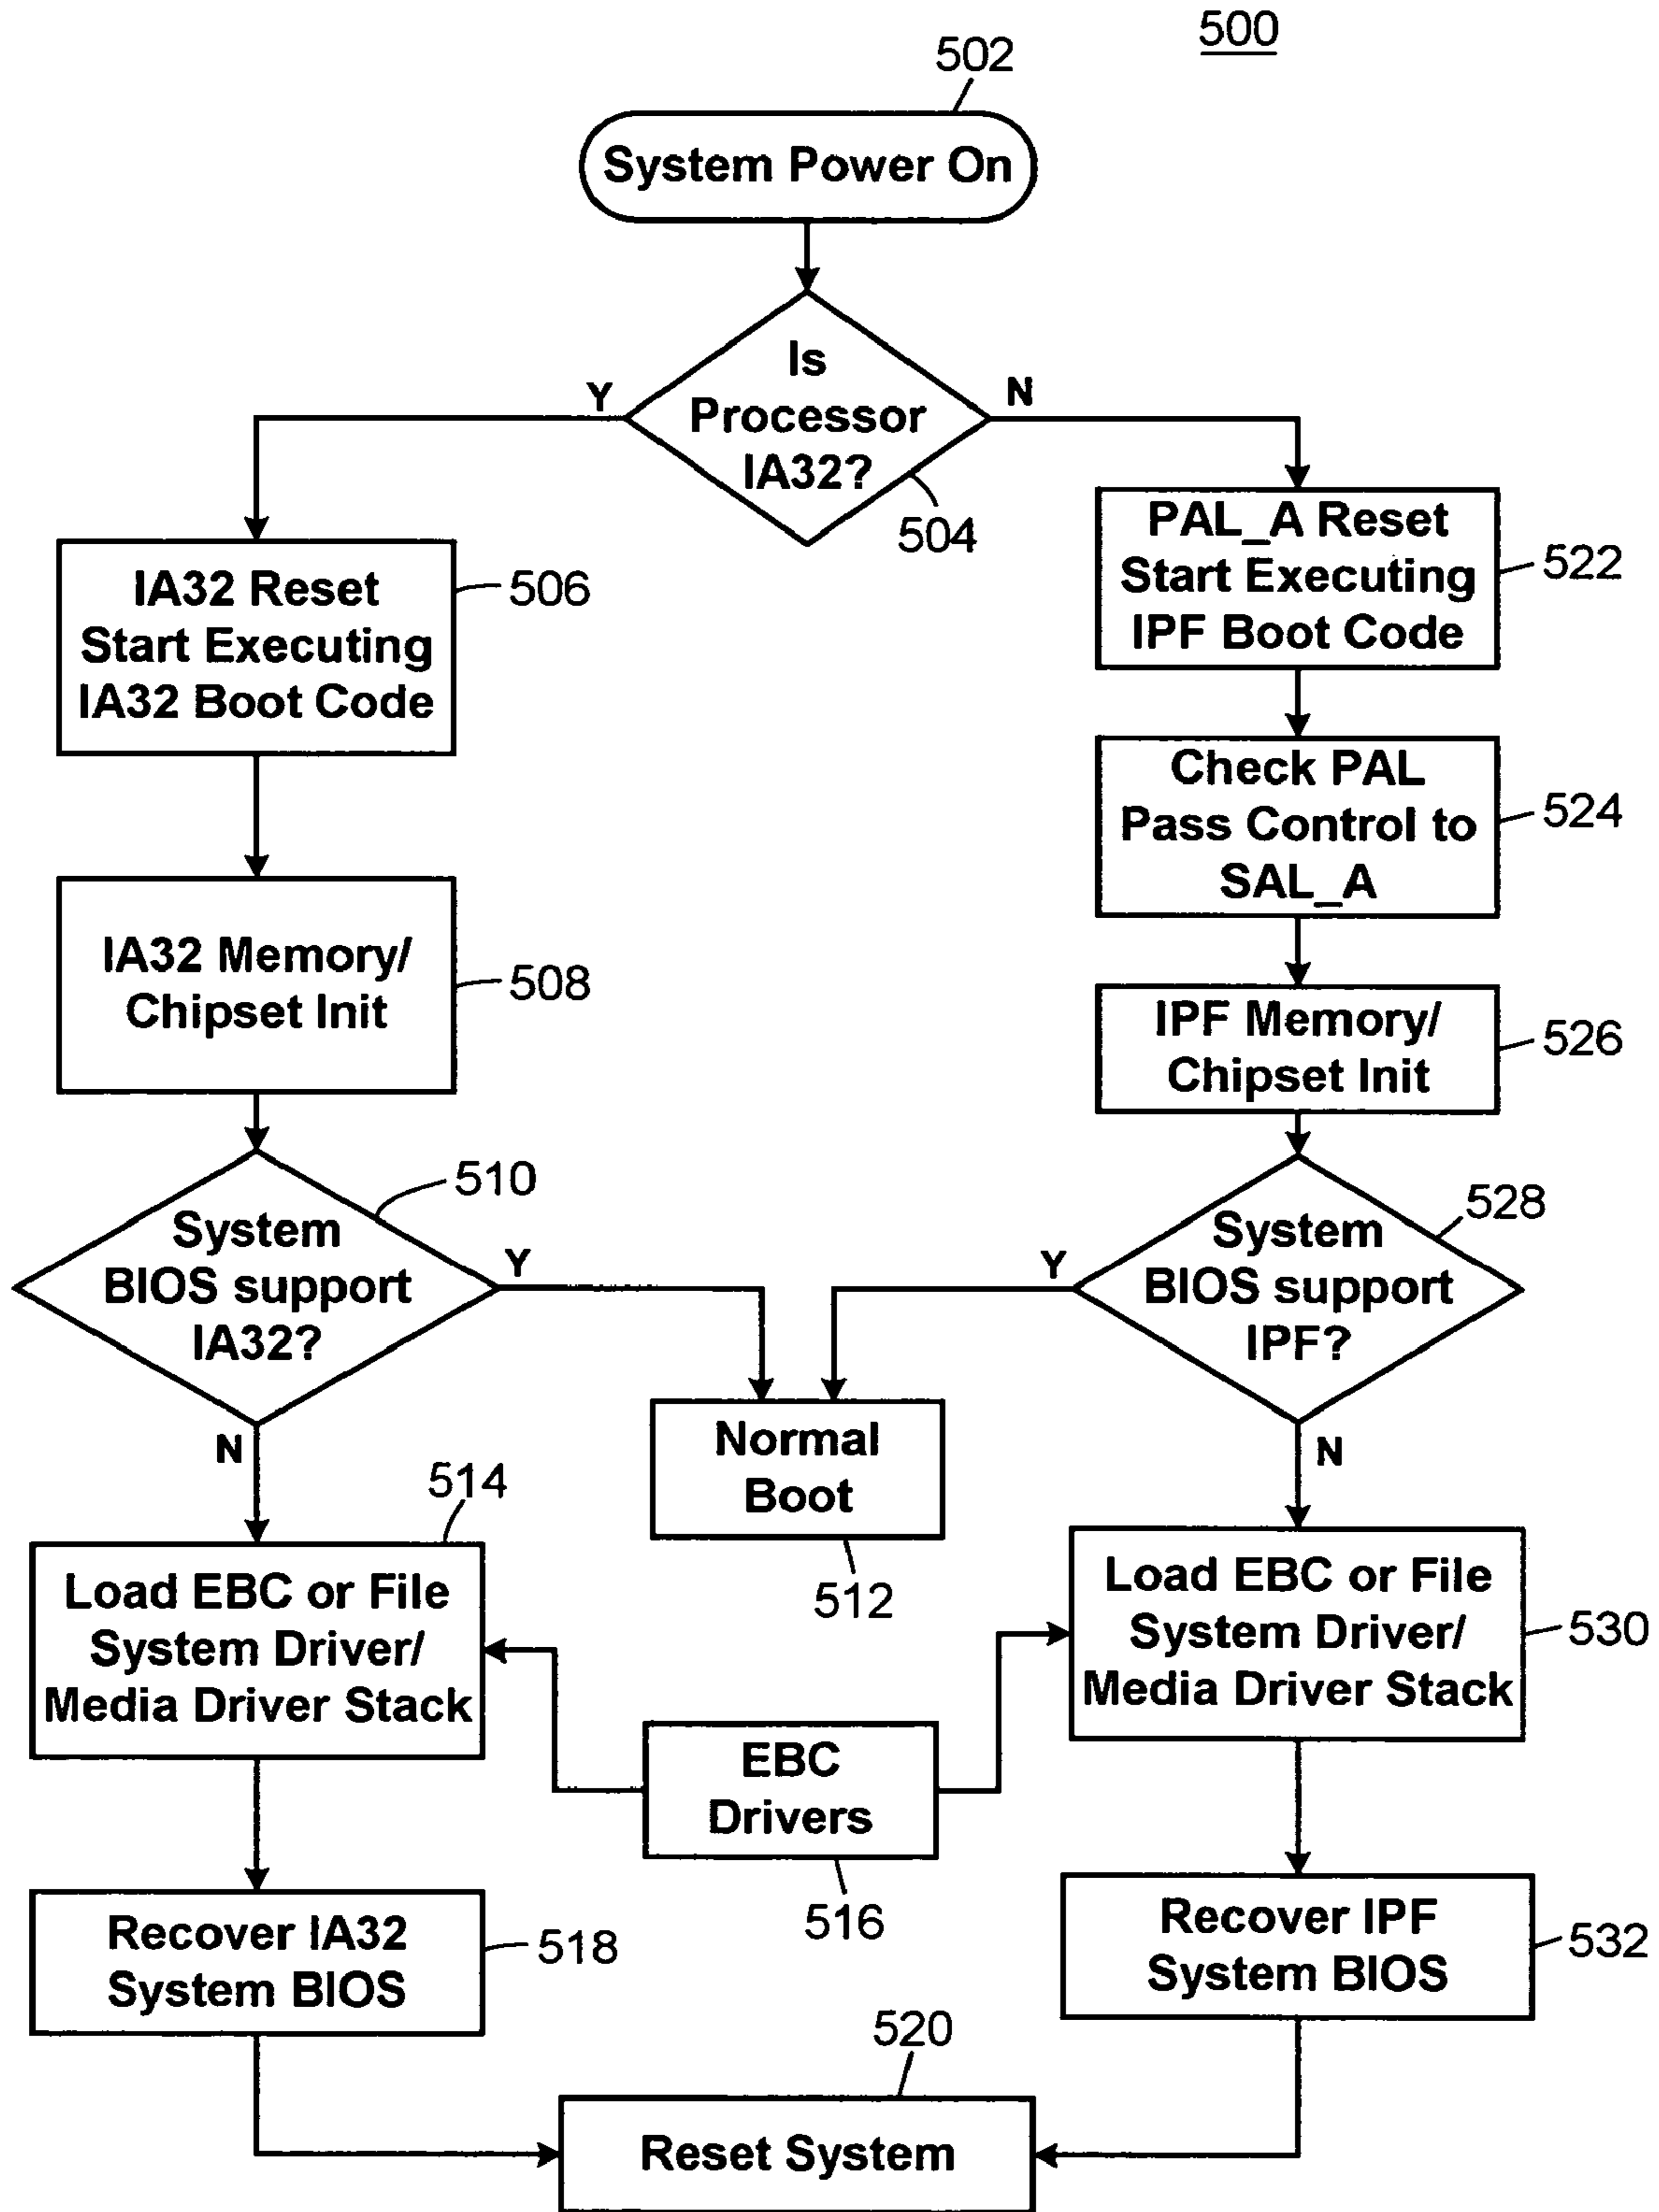 500
502
System Power On
Is
Processor
IA32?
Y
N
504
IA32 Reset
Start Executing
IA32 Boot Code
506
PAL_A Reset
Start Executing
IPF Boot Code
522
Check PAL
Pass Control to
SAL_A
524
IA32 Memory/
Chipset Init
508
IPF Memory/
Chipset Init
526
510
System
BIOS support
IA32?
Y
N
528
System
BIOS support
IPF?
Y
N
Normal
Boot
512
514
Load EBC or File
System Driver/
Media Driver Stack
Load EBC or File
System Driver/
Media Driver Stack
530
EBC
Drivers
516
Recover IA32
System BIOS
518
Recover IPF
System BIOS
532
520
Reset System